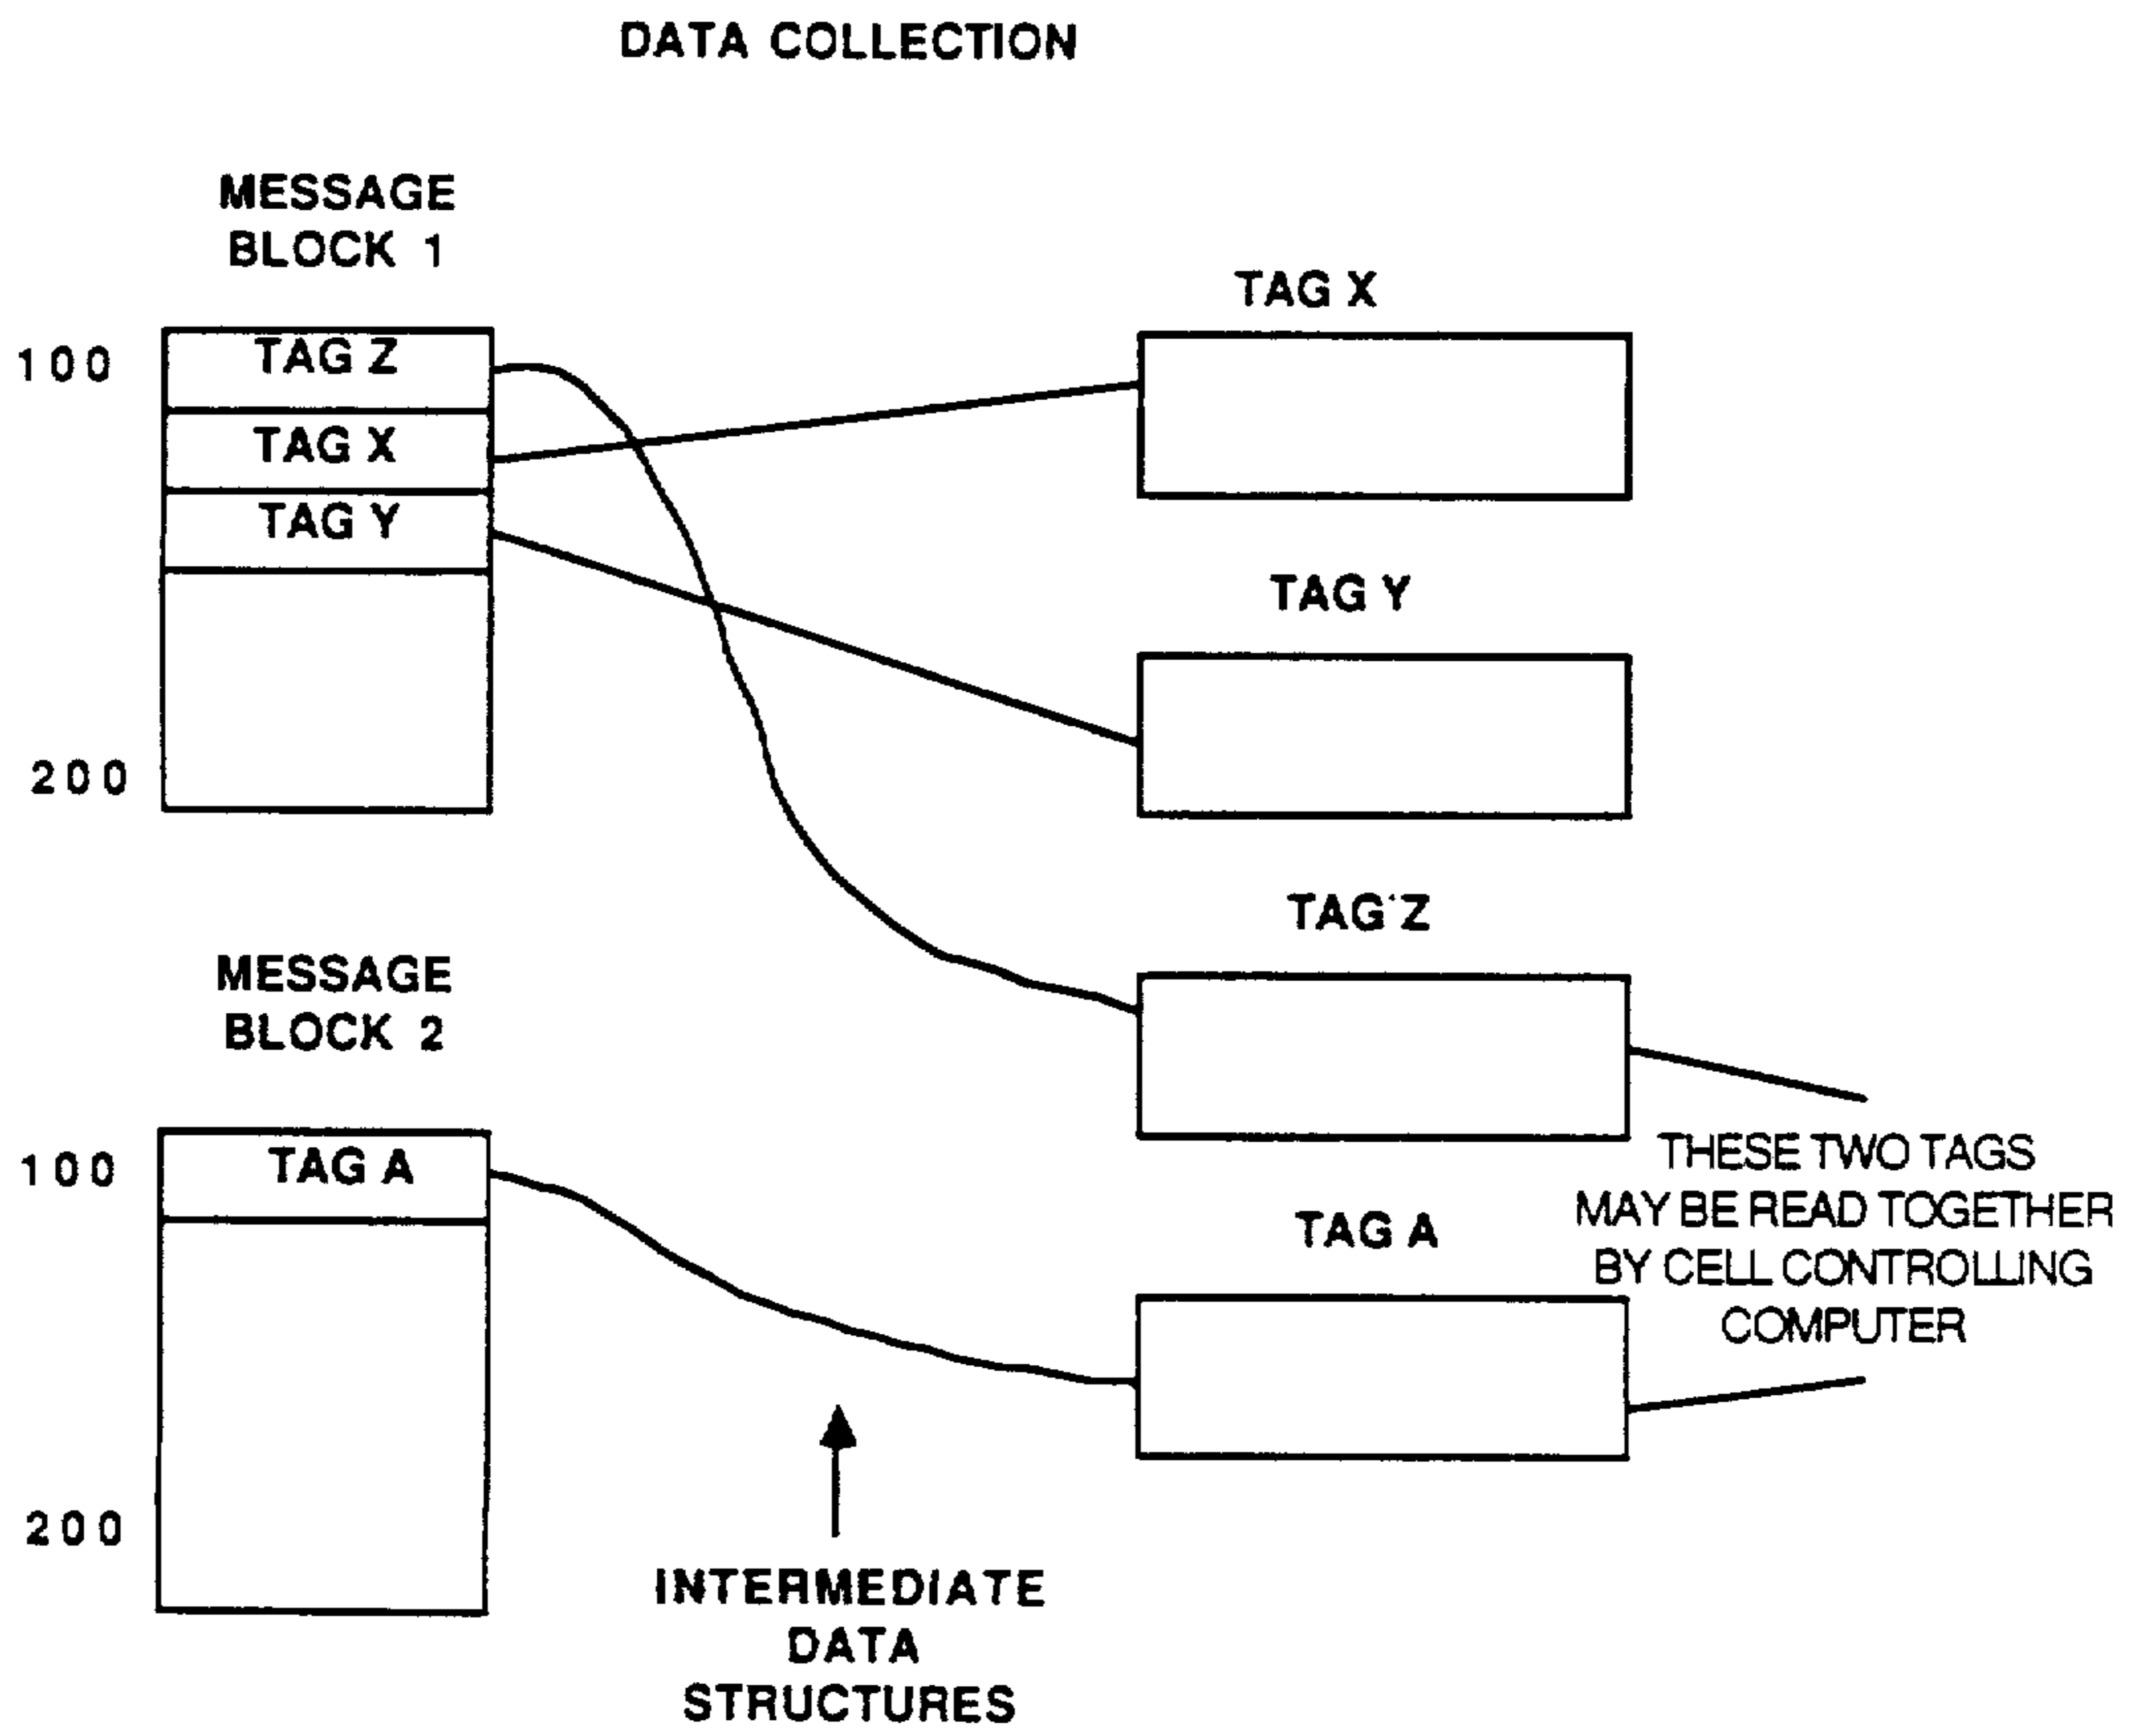 DATA COLLECTION
MESSAGE
BLOCK 1
100
TAG Z
TAG X
TAG Y
200
TAG X
TAG Y
TAG Z
MESSAGE
BLOCK 2
100
TAG A
200
TAG A
THESE TWO TAGS
MAY BE READ TOGETHER
BY CELL CONTROLLING
COMPUTER
INTERMEDIATE
DATA
STRUCTURES